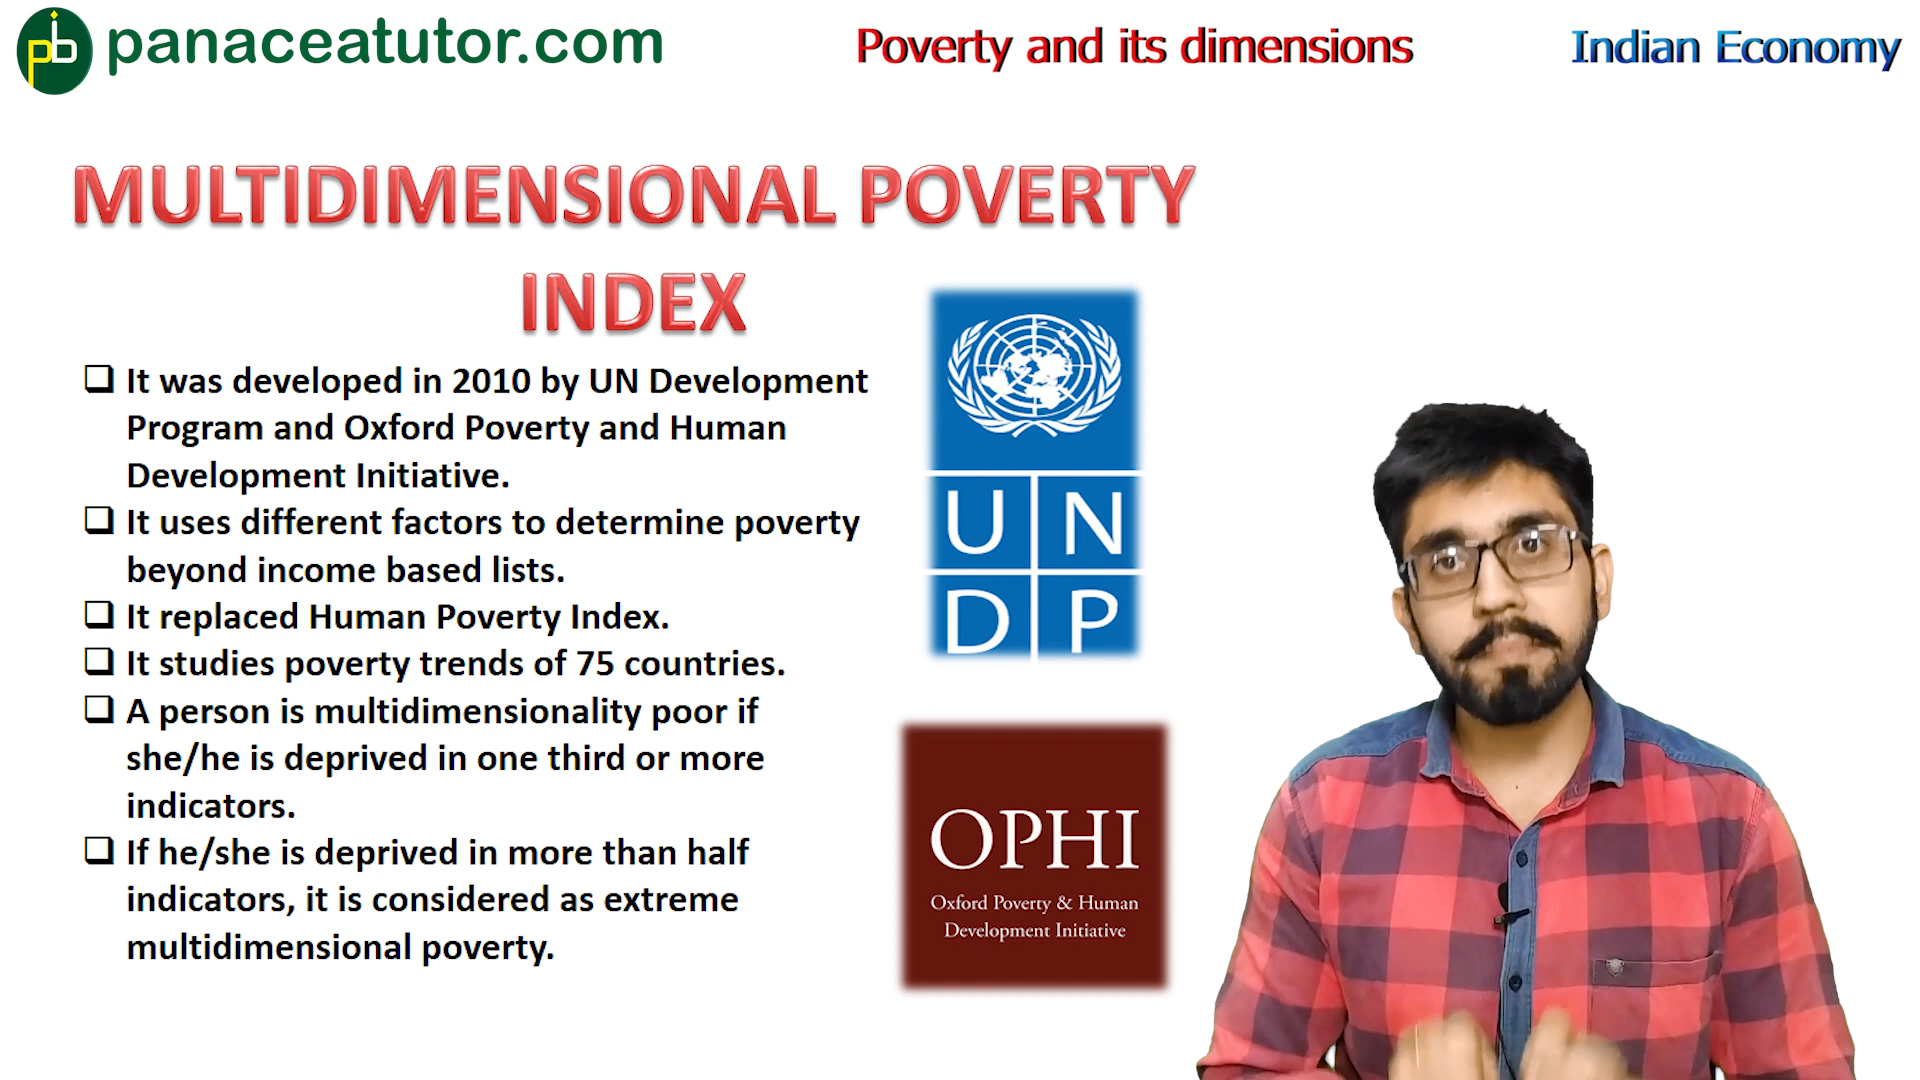 panaceatutor.com
Poverty and its dimensions
Indian Economy
MULTIDIMENSIONAL POVERTY
INDEX
It was developed in 2010 by UN Development
Program and Oxford Poverty and Human
Development Initiative.
It uses different factors to determine poverty
beyond income based lists.
It replaced Human Poverty Index.
It studies poverty trends of 75 countries.
A person is multidimensionality poor if
she/he is deprived in one third or more
indicators.
If he/she is deprived in more than half
indicators, it is considered as extreme
multidimensional poverty.
U N
D P
OPHI
Oxford Poverty & Human
Development Initiative